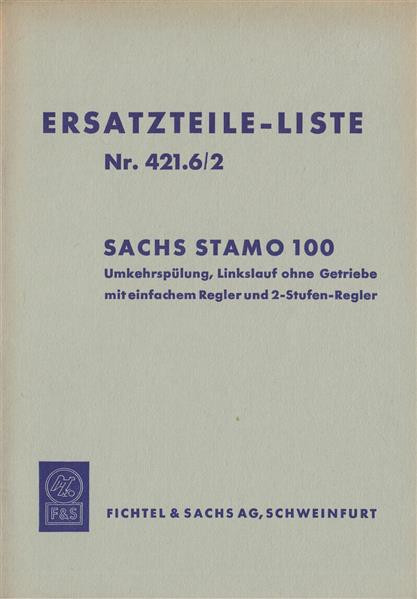 ERSATZTEILE-LISTE
Nr. 421.6/2
SACHS STAMO 100
Umkehrspülung, Linkslauf ohne Getriebe
mit einfachem Regler und 2-Stufen-Regler
F&S
FICHTEL & SACHS AG, SCHWEINFURT